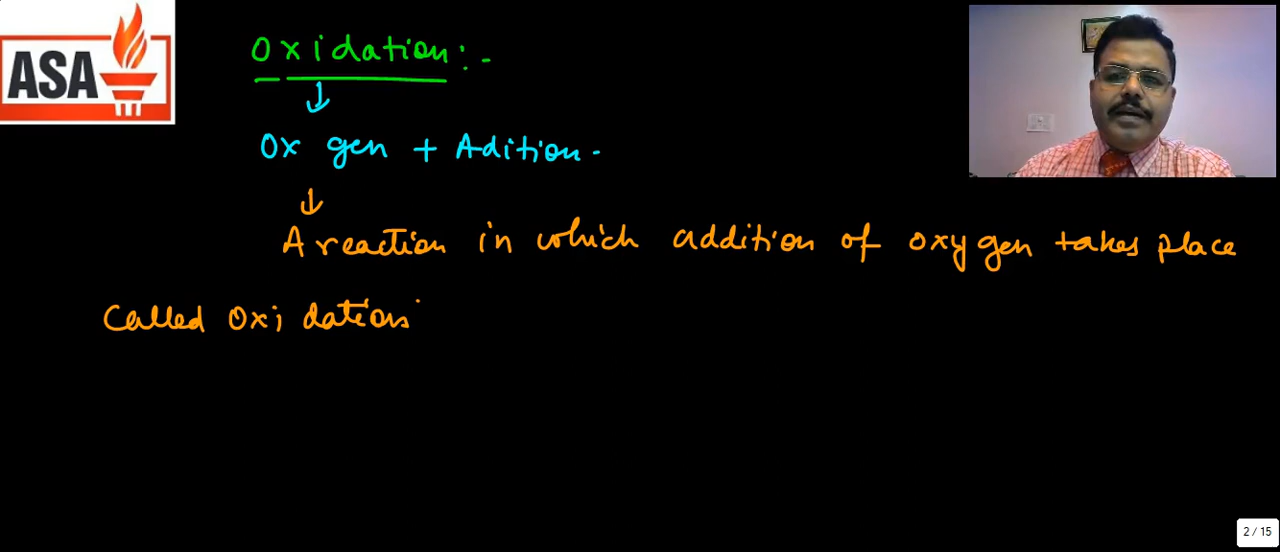 ASA
Oxidation:-
Ox gen + Adition.
A reaction in which addition of oxygen takes place
Called Oxidation
2 / 15